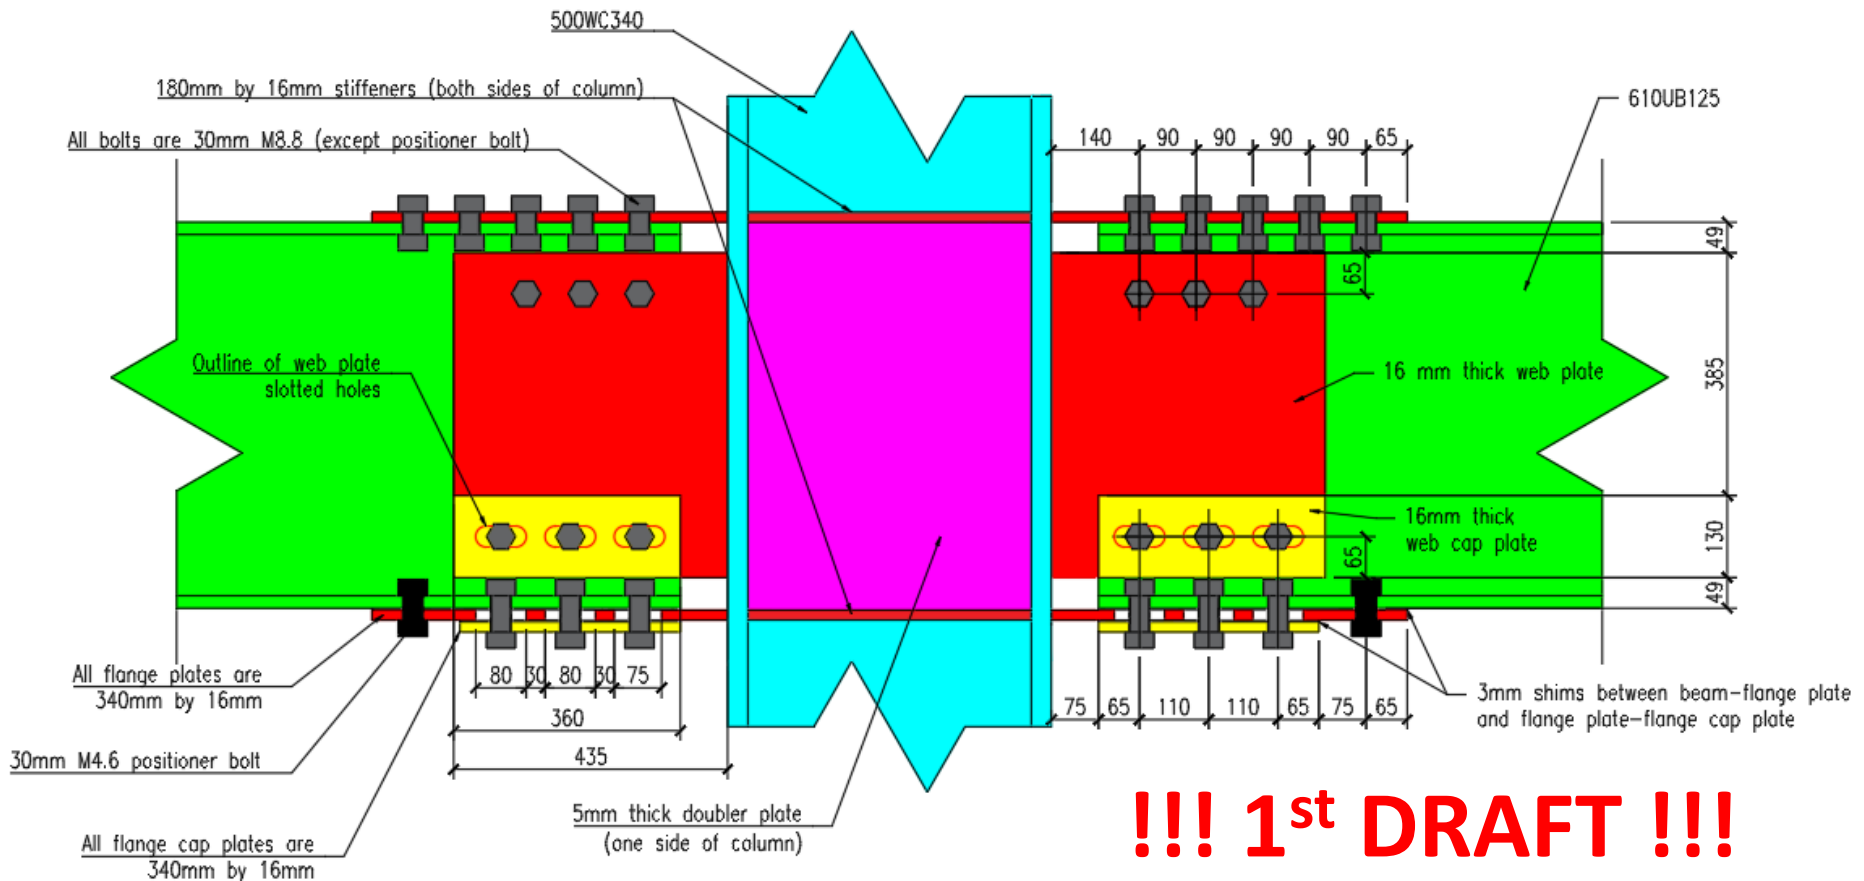 500WC340
180mm by 16mm stiffeners (both sides of column)
610UB125
All bolts are 30mm M8.8 (except positioner bolt)
140 90 90 90 90 65
49
65
Outline of web plate
slotted holes
16 mm thick web plate
385
16mm thick
web cap plate
65
130
49
80 30 80 30 75
All flange plates are
340mm by 16mm
360
75 65 110 110 65 75 65
3mm shims between beam-flange plate
and flange plate-flange cap plate
30mm M4.6 positioner bolt
435
5mm thick doubler plate
(one side of column)
All flange cap plates are
340mm by 16mm
!!! 1st DRAFT !!!